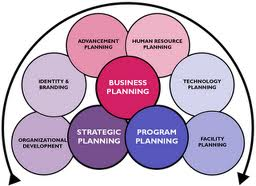 ADVANCEMENT
PLANNING
HUMAN RESOURCE
PLANNING
IDENTITY &
BRANDING
BUSINESS
PLANNING
TECHNOLOGY
PLANNING
ORGANIZATIONAL
DEVELOPMENT
STRATEGIC
PLANNING
PROGRAM
PLANNING
FACILITY
PLANNING